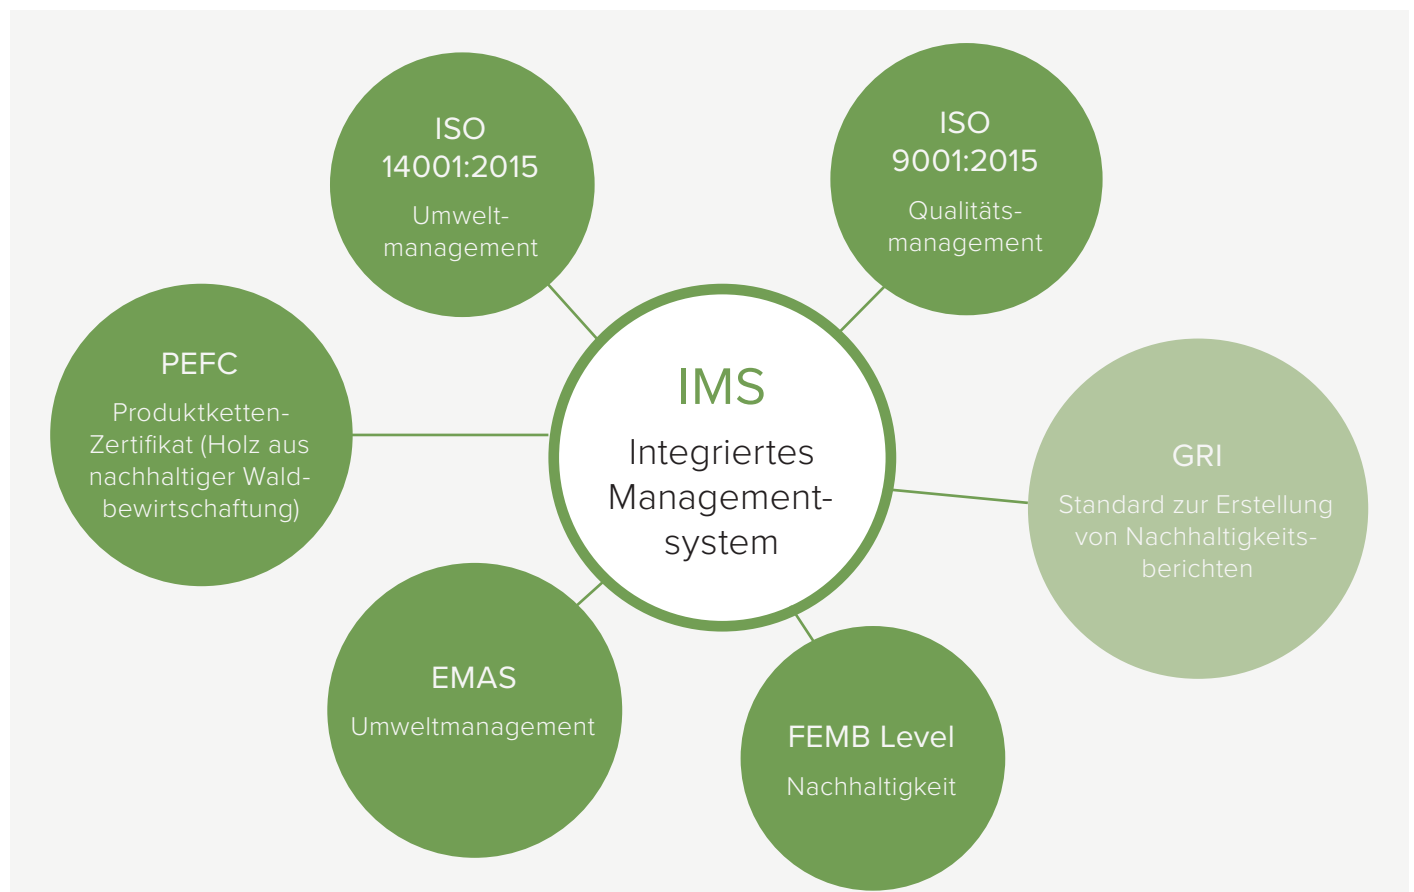 ISO
14001:2015
Umwelt-
management
ISO
9001:2015
Qualitäts-
management
PEFC
Produktketten-
Zertifikat (Holz aus
nachhaltiger Wald-
bewirtschaftung)
IMS
Integriertes
Management-
system
GRI
Standard zur Erstellung
von Nachhaltigkeits-
berichten
EMAS
Umweltmanagement
FEMB Level
Nachhaltigkeit